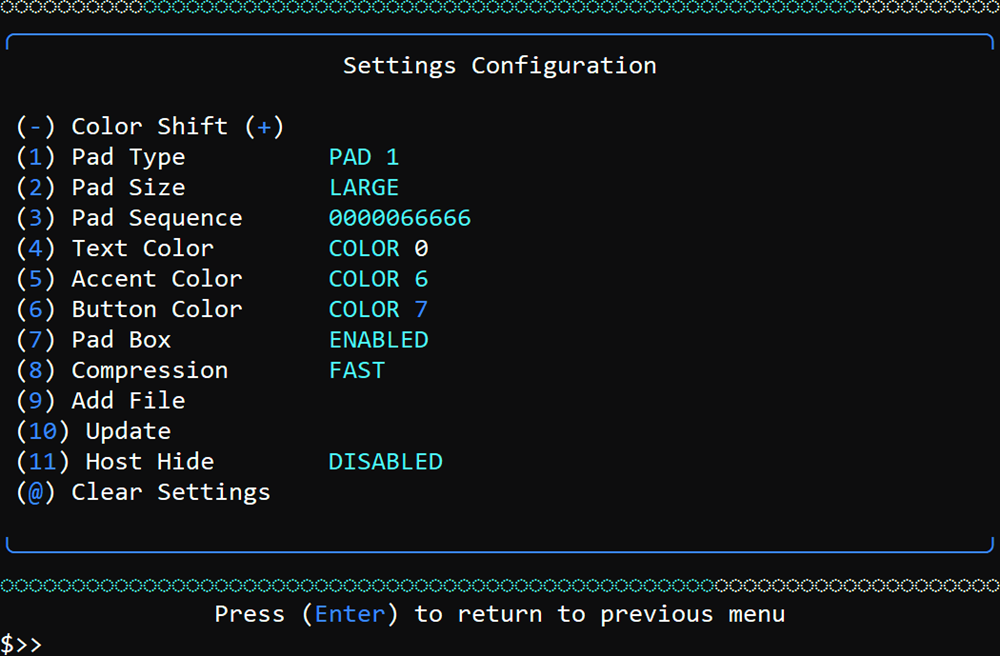 Settings Configuration
(-) Color Shift (+)
(1) Pad Type PAD 1
(2) Pad Size LARGE
(3) Pad Sequence 0000066666
(4) Text Color COLOR 0
(5) Accent Color COLOR 6
(6) Button Color COLOR 7
(7) Pad Box ENABLED
(8) Compression FAST
(9) Add File
(10) Update
(11) Host Hide DISABLED
(@) Clear Settings
Press (Enter) to return to previous menu
$>>